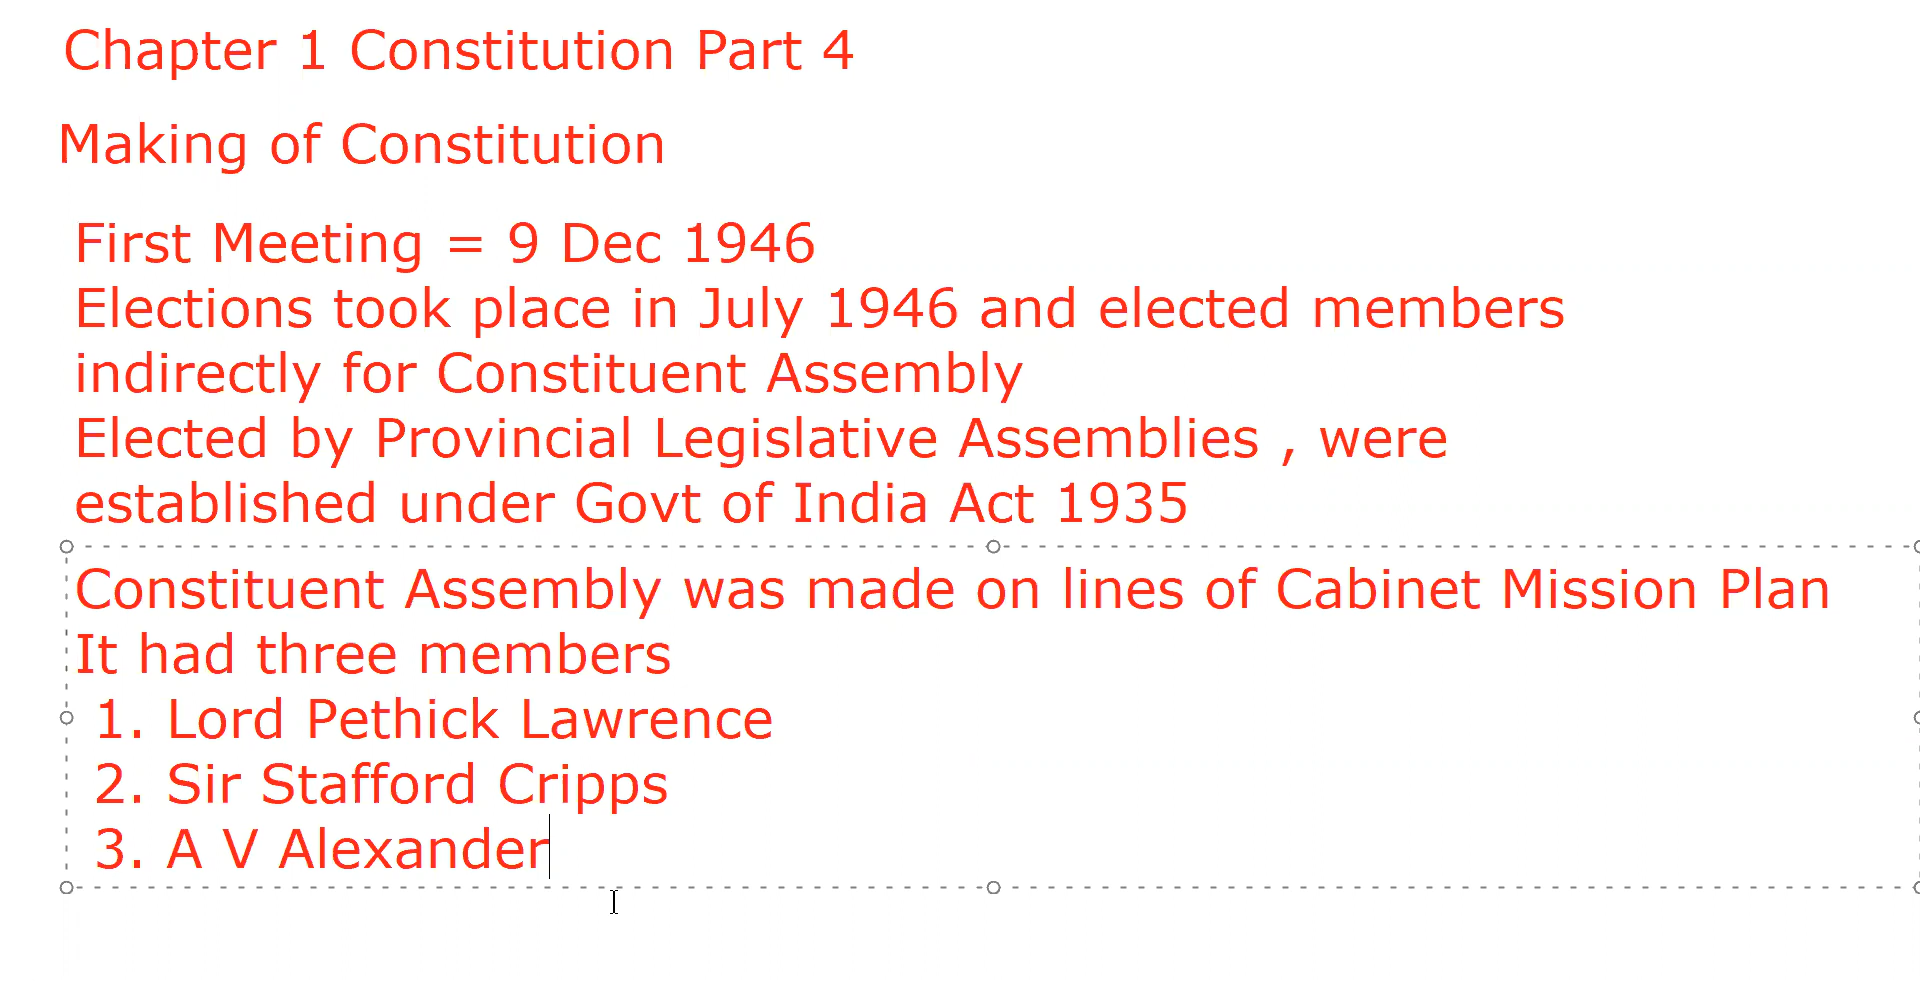 Chapter 1 Constitution Part 4
Making of Constitution
First Meeting = 9 Dec 1946
Elections took place in July 1946 and elected members
indirectly for Constituent Assembly
Elected by Provincial Legislative Assemblies , were
established under Govt of India Act 1935
Constituent Assembly was made on lines of Cabinet Mission Plan
It had three members
1. Lord Pethick Lawrence
2. Sir Stafford Cripps
3. A V Alexander